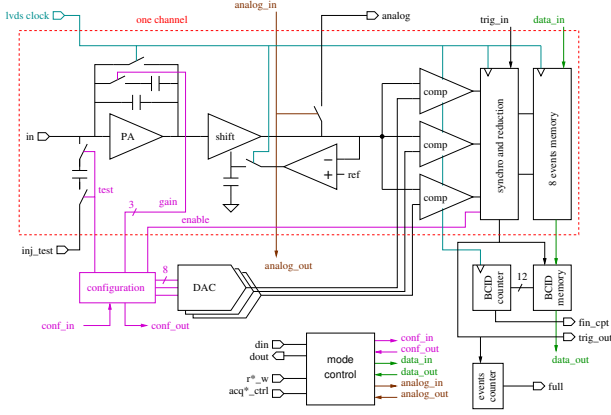 lvds clock
analog_in
analog
trig_in
data_in
one channel
in
PA
shift
comp
comp
comp
synchro and reduction
8 events memory
ref
test
gain
3
enable
inj_test
analog_out
configuration
8
DAC
BCID
counter
12
BCID
memory
conf_in
conf_out
fin_cpt
trig_out
data_out
din
dout
r*_w
acq*_ctrl
mode
control
conf_in
conf_out
data_in
data_out
analog_in
analog_out
events
counter
full